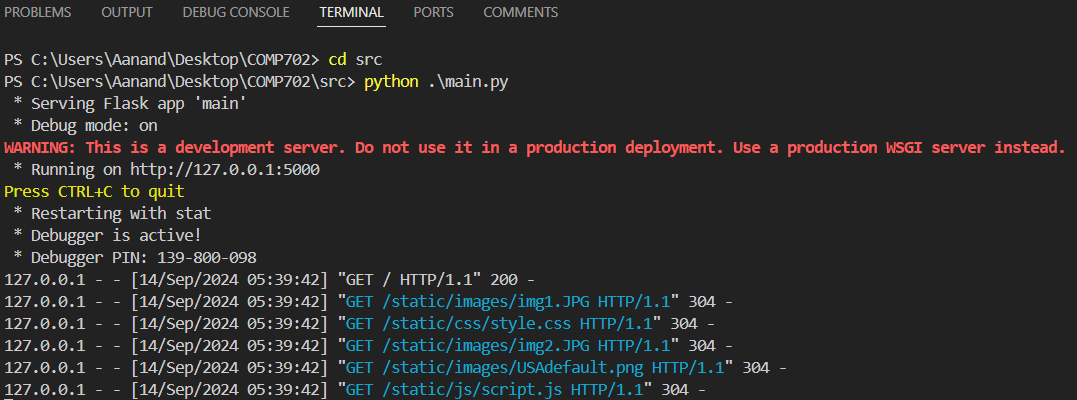 PROBLEMS OUTPUT DEBUG CONSOLE TERMINAL PORTS COMMENTS
PS C:\Users\Aanand\Desktop\COMP702> cd src
PS C:\Users\Aanand\Desktop\COMP702\src> python .\main.py
 * Serving Flask app 'main'
 * Debug mode: on
WARNING: This is a development server. Do not use it in a production deployment. Use a production WSGI server instead.
 * Running on http://127.0.0.1:5000
Press CTRL+C to quit
 * Restarting with stat
 * Debugger is active!
 * Debugger PIN: 139-800-098
127.0.0.1 - - [14/Sep/2024 05:39:42] "GET / HTTP/1.1" 200 -
127.0.0.1 - - [14/Sep/2024 05:39:42] "GET /static/images/img1.JPG HTTP/1.1" 304 -
127.0.0.1 - - [14/Sep/2024 05:39:42] "GET /static/css/style.css HTTP/1.1" 304 -
127.0.0.1 - - [14/Sep/2024 05:39:42] "GET /static/images/img2.JPG HTTP/1.1" 304 -
127.0.0.1 - - [14/Sep/2024 05:39:42] "GET /static/images/USAdefault.png HTTP/1.1" 304 -
127.0.0.1 - - [14/Sep/2024 05:39:42] "GET /static/js/script.js HTTP/1.1" 304 -